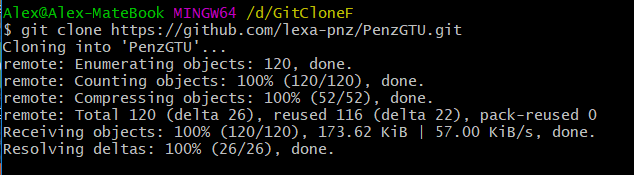 Alex@Alex-MateBook MINGW64 /d/GitCloneF
$ git clone https://github.com/lexa-pnz/PenzGTU.git
Cloning into 'PenzGTU'...
remote: Enumerating objects: 120, done.
remote: Counting objects: 100% (120/120), done.
remote: Compressing objects: 100% (52/52), done.
remote: Total 120 (delta 26), reused 116 (delta 22), pack-reused 0
Receiving objects: 100% (120/120), 173.62 KiB | 57.00 KiB/s, done.
Resolving deltas: 100% (26/26), done.